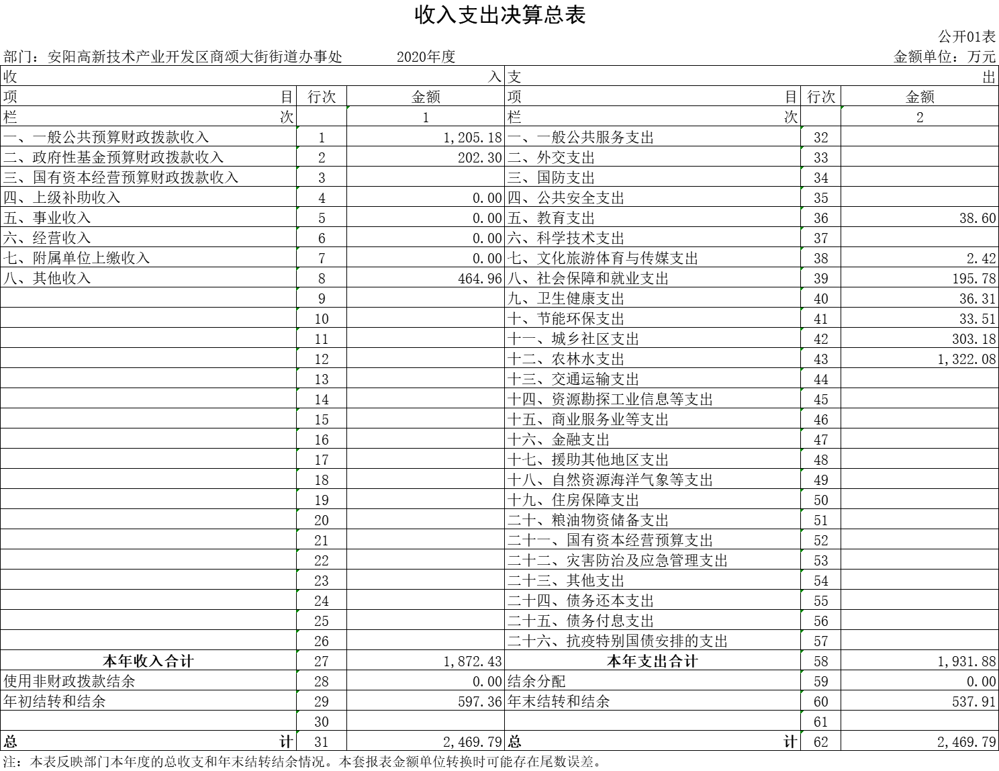 收入支出决算总表
公开01表
部门：安阳高新技术产业开发区商颂大街街道办事处 2020年度 金额单位：万元
收 入 支 出
项 目 行次 金额 项 目 行次 金额
栏 次 1 栏 次 2
一、一般公共预算财政拨款收入 1 1,205.18 一、一般公共服务支出 32
二、政府性基金预算财政拨款收入 2 202.30 二、外交支出 33
三、国有资本经营预算财政拨款收入 3 三、国防支出 34
四、上级补助收入 4 0.00 四、公共安全支出 35
五、事业收入 5 0.00 五、教育支出 36 38.60
六、经营收入 6 0.00 六、科学技术支出 37
七、附属单位上缴收入 7 0.00 七、文化旅游体育与传媒支出 38 2.42
八、其他收入 8 464.96 八、社会保障和就业支出 39 195.78
9 九、卫生健康支出 40 36.31
10 十、节能环保支出 41 33.51
11 十一、城乡社区支出 42 303.18
12 十二、农林水支出 43 1,322.08
13 十三、交通运输支出 44
14 十四、资源勘探工业信息等支出 45
15 十五、商业服务业等支出 46
16 十六、金融支出 47
17 十七、援助其他地区支出 48
18 十八、自然资源海洋气象等支出 49
19 十九、住房保障支出 50
20 二十、粮油物资储备支出 51
21 二十一、国有资本经营预算支出 52
22 二十二、灾害防治及应急管理支出 53
23 二十三、其他支出 54
24 二十四、债务还本支出 55
25 二十五、债务付息支出 56
26 二十六、抗疫特别国债安排的支出 57
本年收入合计 27 1,872.43 本年支出合计 58 1,931.88
使用非财政拨款结余 28 0.00 结余分配 59 0.00
年初结转和结余 29 597.36 年末结转和结余 60 537.91
30 61
总 计 31 2,469.79 总 计 62 2,469.79
注：本表反映部门本年度的总收支和年末结转结余情况。本套报表金额单位转换时可能存在尾数误差。